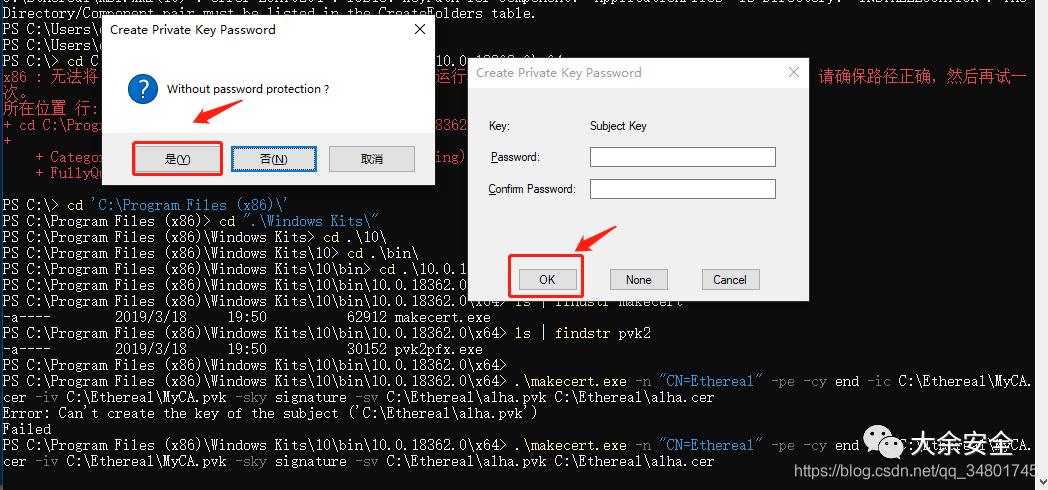 Directory/Component pair must be listed in the CreateFolders table.
PS C:\Users\
PS C:\Users\
PS C:\> cd C
10.0.18362.0\x64
x86 : 无法将
运行
请确保路径正确，然后再试一
次。
所在位置 行:
+ cd C:\Prog
18362
+
+ Categor
ing)
+ FullyQu
Create Private Key Password
Without password protection ?
是(Y)
否(N)
取消
Create Private Key Password
Key:
Subject Key
Password:
Confirm Password:
OK
None
Cancel
PS C:\> cd 'C:\Program Files (x86)\'
PS C:\Program Files (x86)> cd ".\Windows Kits\"
PS C:\Program Files (x86)\Windows Kits> cd .\10\
PS C:\Program Files (x86)\Windows Kits\10> cd .\bin\
PS C:\Program Files (x86)\Windows Kits\10\bin> cd .\10.0.1
PS C:\Program Files (x86)\Windows Kits\10\bin\10.0.18362.0
PS C:\Program Files (x86)\Windows Kits\10\bin\10.0.18362.0\x64> ls | findstr makecert
-a---- 2019/3/18 19:50 62912 makecert.exe
PS C:\Program Files (x86)\Windows Kits\10\bin\10.0.18362.0\x64> ls | findstr pvk2
-a---- 2019/3/18 19:50 30152 pvk2pfx.exe
PS C:\Program Files (x86)\Windows Kits\10\bin\10.0.18362.0\x64>
PS C:\Program Files (x86)\Windows Kits\10\bin\10.0.18362.0\x64> .\makecert.exe -n "CN=Ethereal" -pe -cy end -ic C:\Ethereal\MyCA.
cer -iv C:\Ethereal\MyCA.pvk -sky signature -sv C:\Ethereal\alha.pvk C:\Ethereal\alha.cer
Error: Can't create the key of the subject ('C:\Ethereal\alha.pvk')
Failed
PS C:\Program Files (x86)\Windows Kits\10\bin\10.0.18362.0\x64> .\makecert.exe -n "CN=Ethereal" -pe -cy end -ic C:\Ethereal\MyCA.
cer -iv C:\Ethereal\MyCA.pvk -sky signature -sv C:\Ethereal\alha.pvk C:\Ethereal\alha.cer
大余安全
https://blog.csdn.net/qq_34801745